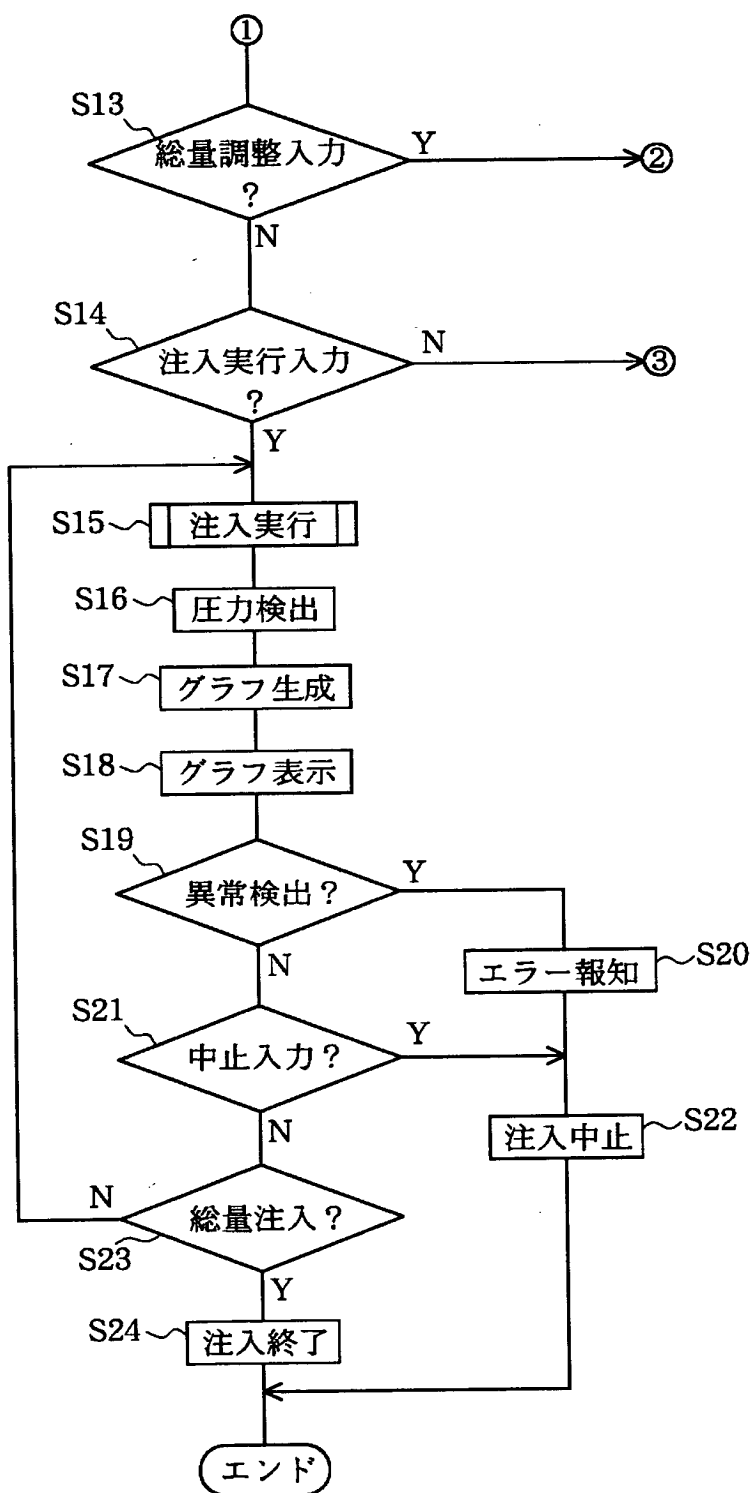 ①
S13
総量調整入力
?
Y
②
N
S14
注入実行入力
?
N
③
Y
S15
注入実行
S16
圧力検出
S17
グラフ生成
S18
グラフ表示
S19
異常検出?
Y
N
S20
エラー報知
S21
中止入力?
Y
N
S22
注入中止
N
総量注入?
S23
Y
S24
注入終了
エンド